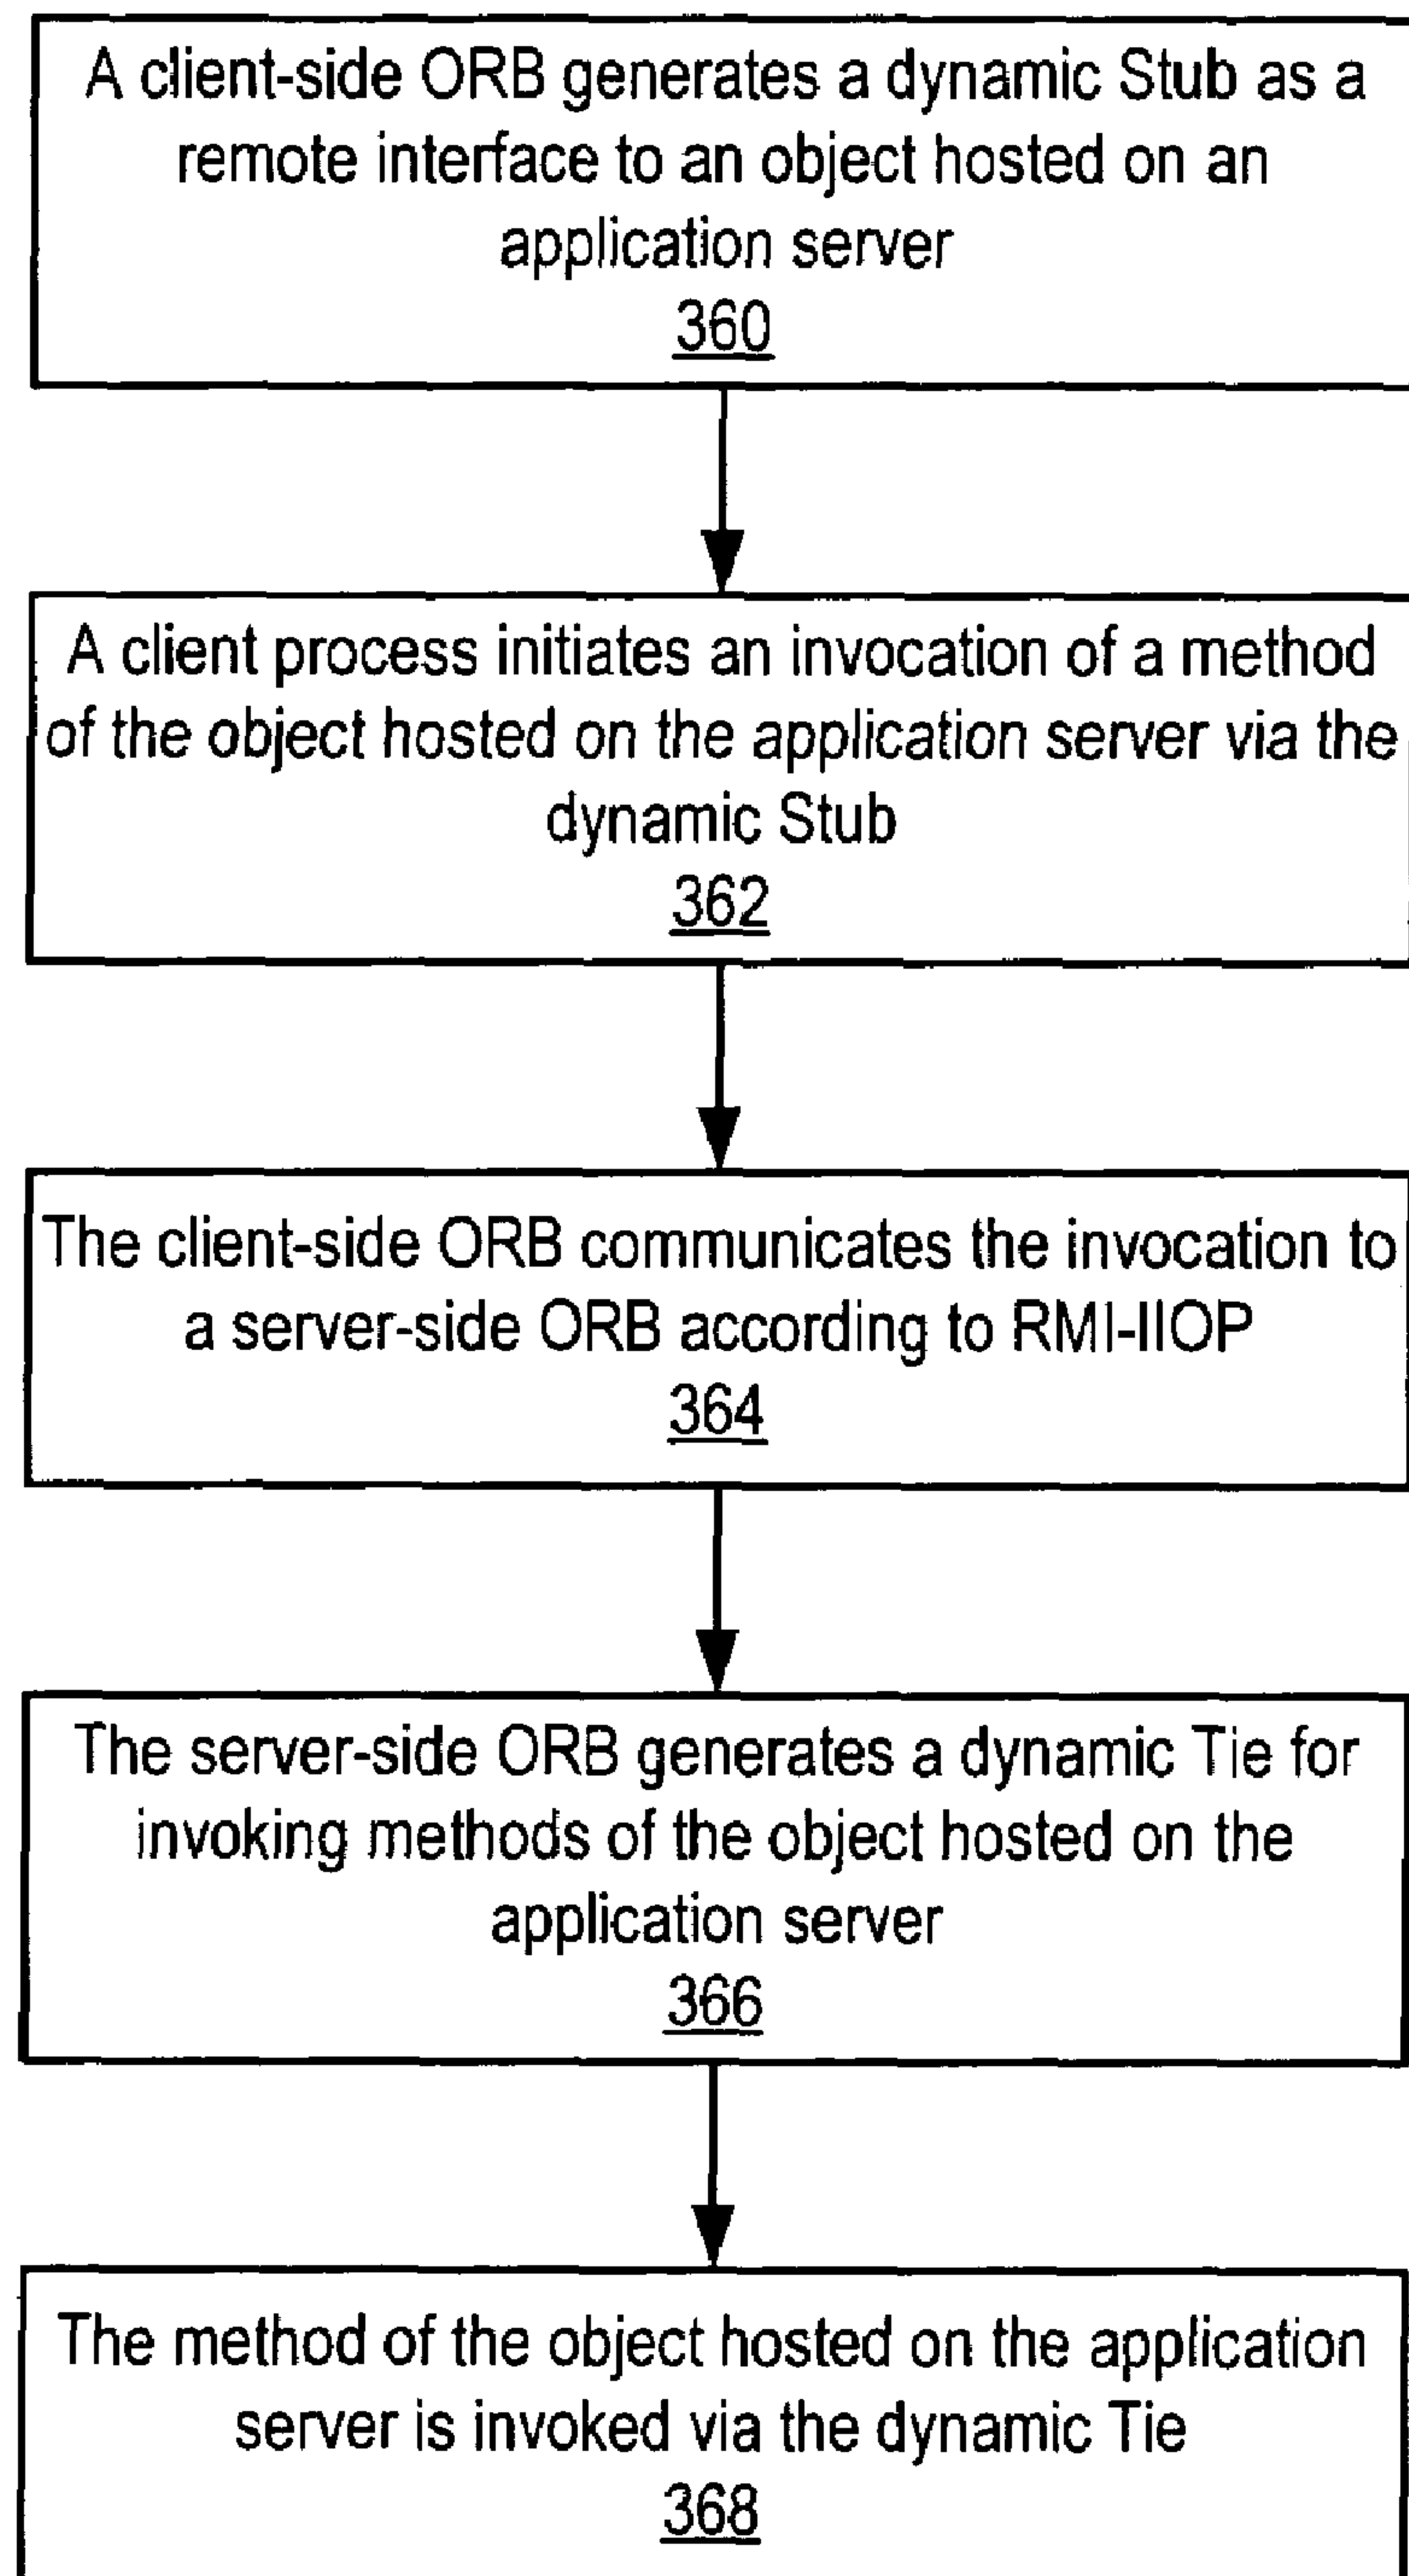 A client-side ORB generates a dynamic Stub as a
remote interface to an object hosted on an
application server
360
A client process initiates an invocation of a method
of the object hosted on the application server via the
dynamic Stub
362
The client-side ORB communicates the invocation to
a server-side ORB according to RMI-IIOP
364
The server-side ORB generates a dynamic Tie for
invoking methods of the object hosted on the
application server
366
The method of the object hosted on the application
server is invoked via the dynamic Tie
368